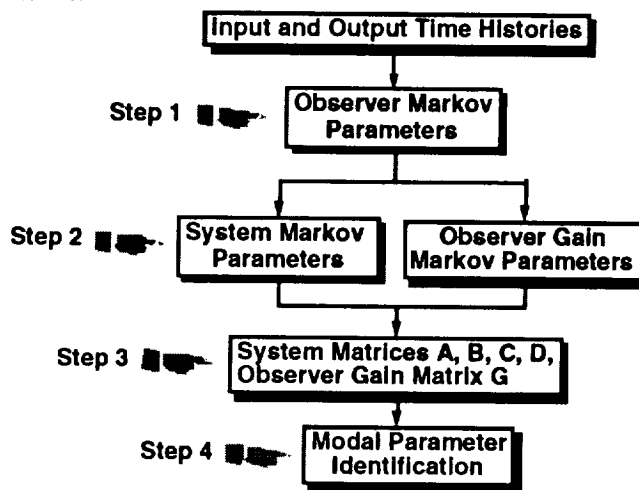 Input and Output Time Histories
Step 1
Observer Markov
Parameters
Step 2
System Markov
Parameters
Observer Gain
Markov Parameters
Step 3
System Matrices A, B, C, D,
Observer Gain Matrix G
Step 4
Modal Parameter
Identification